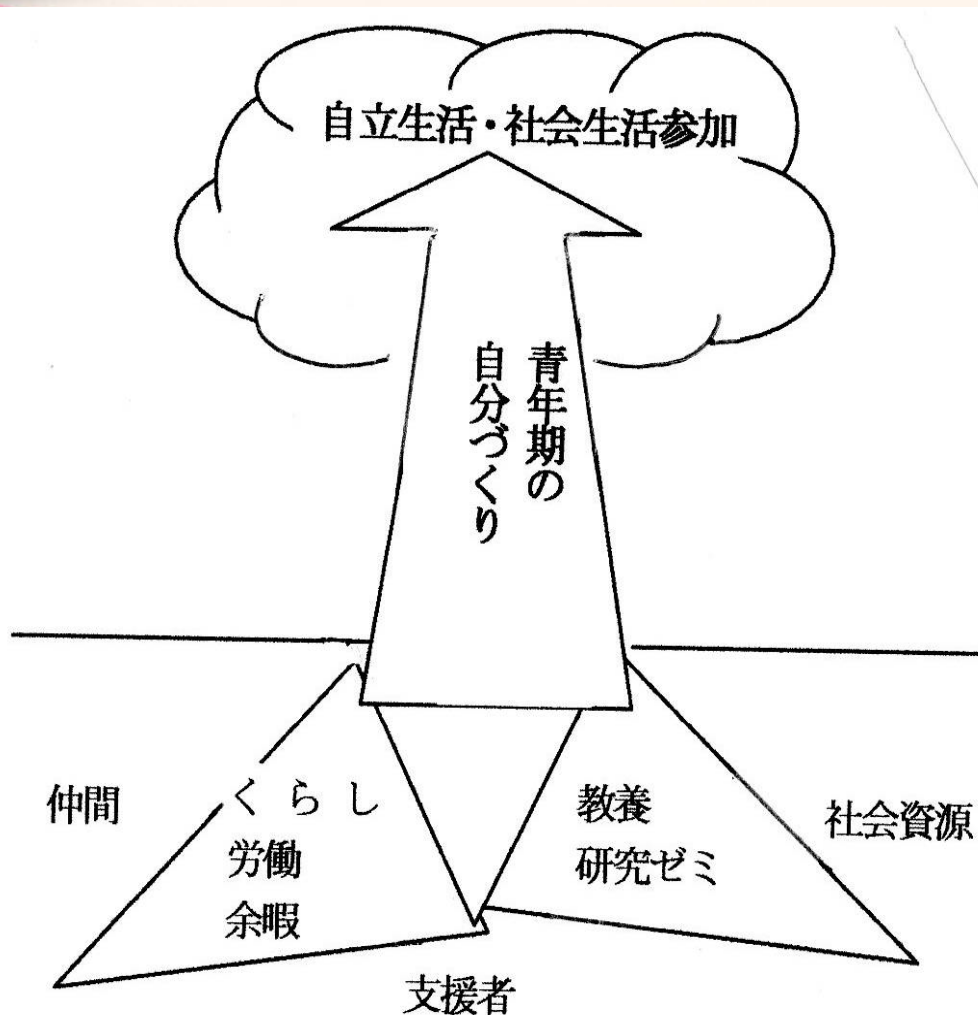 自立生活・社会生活参加
青年期の
自分づくり
仲間
くらし
労働
余暇
教養
研究ゼミ
社会資源
支援者